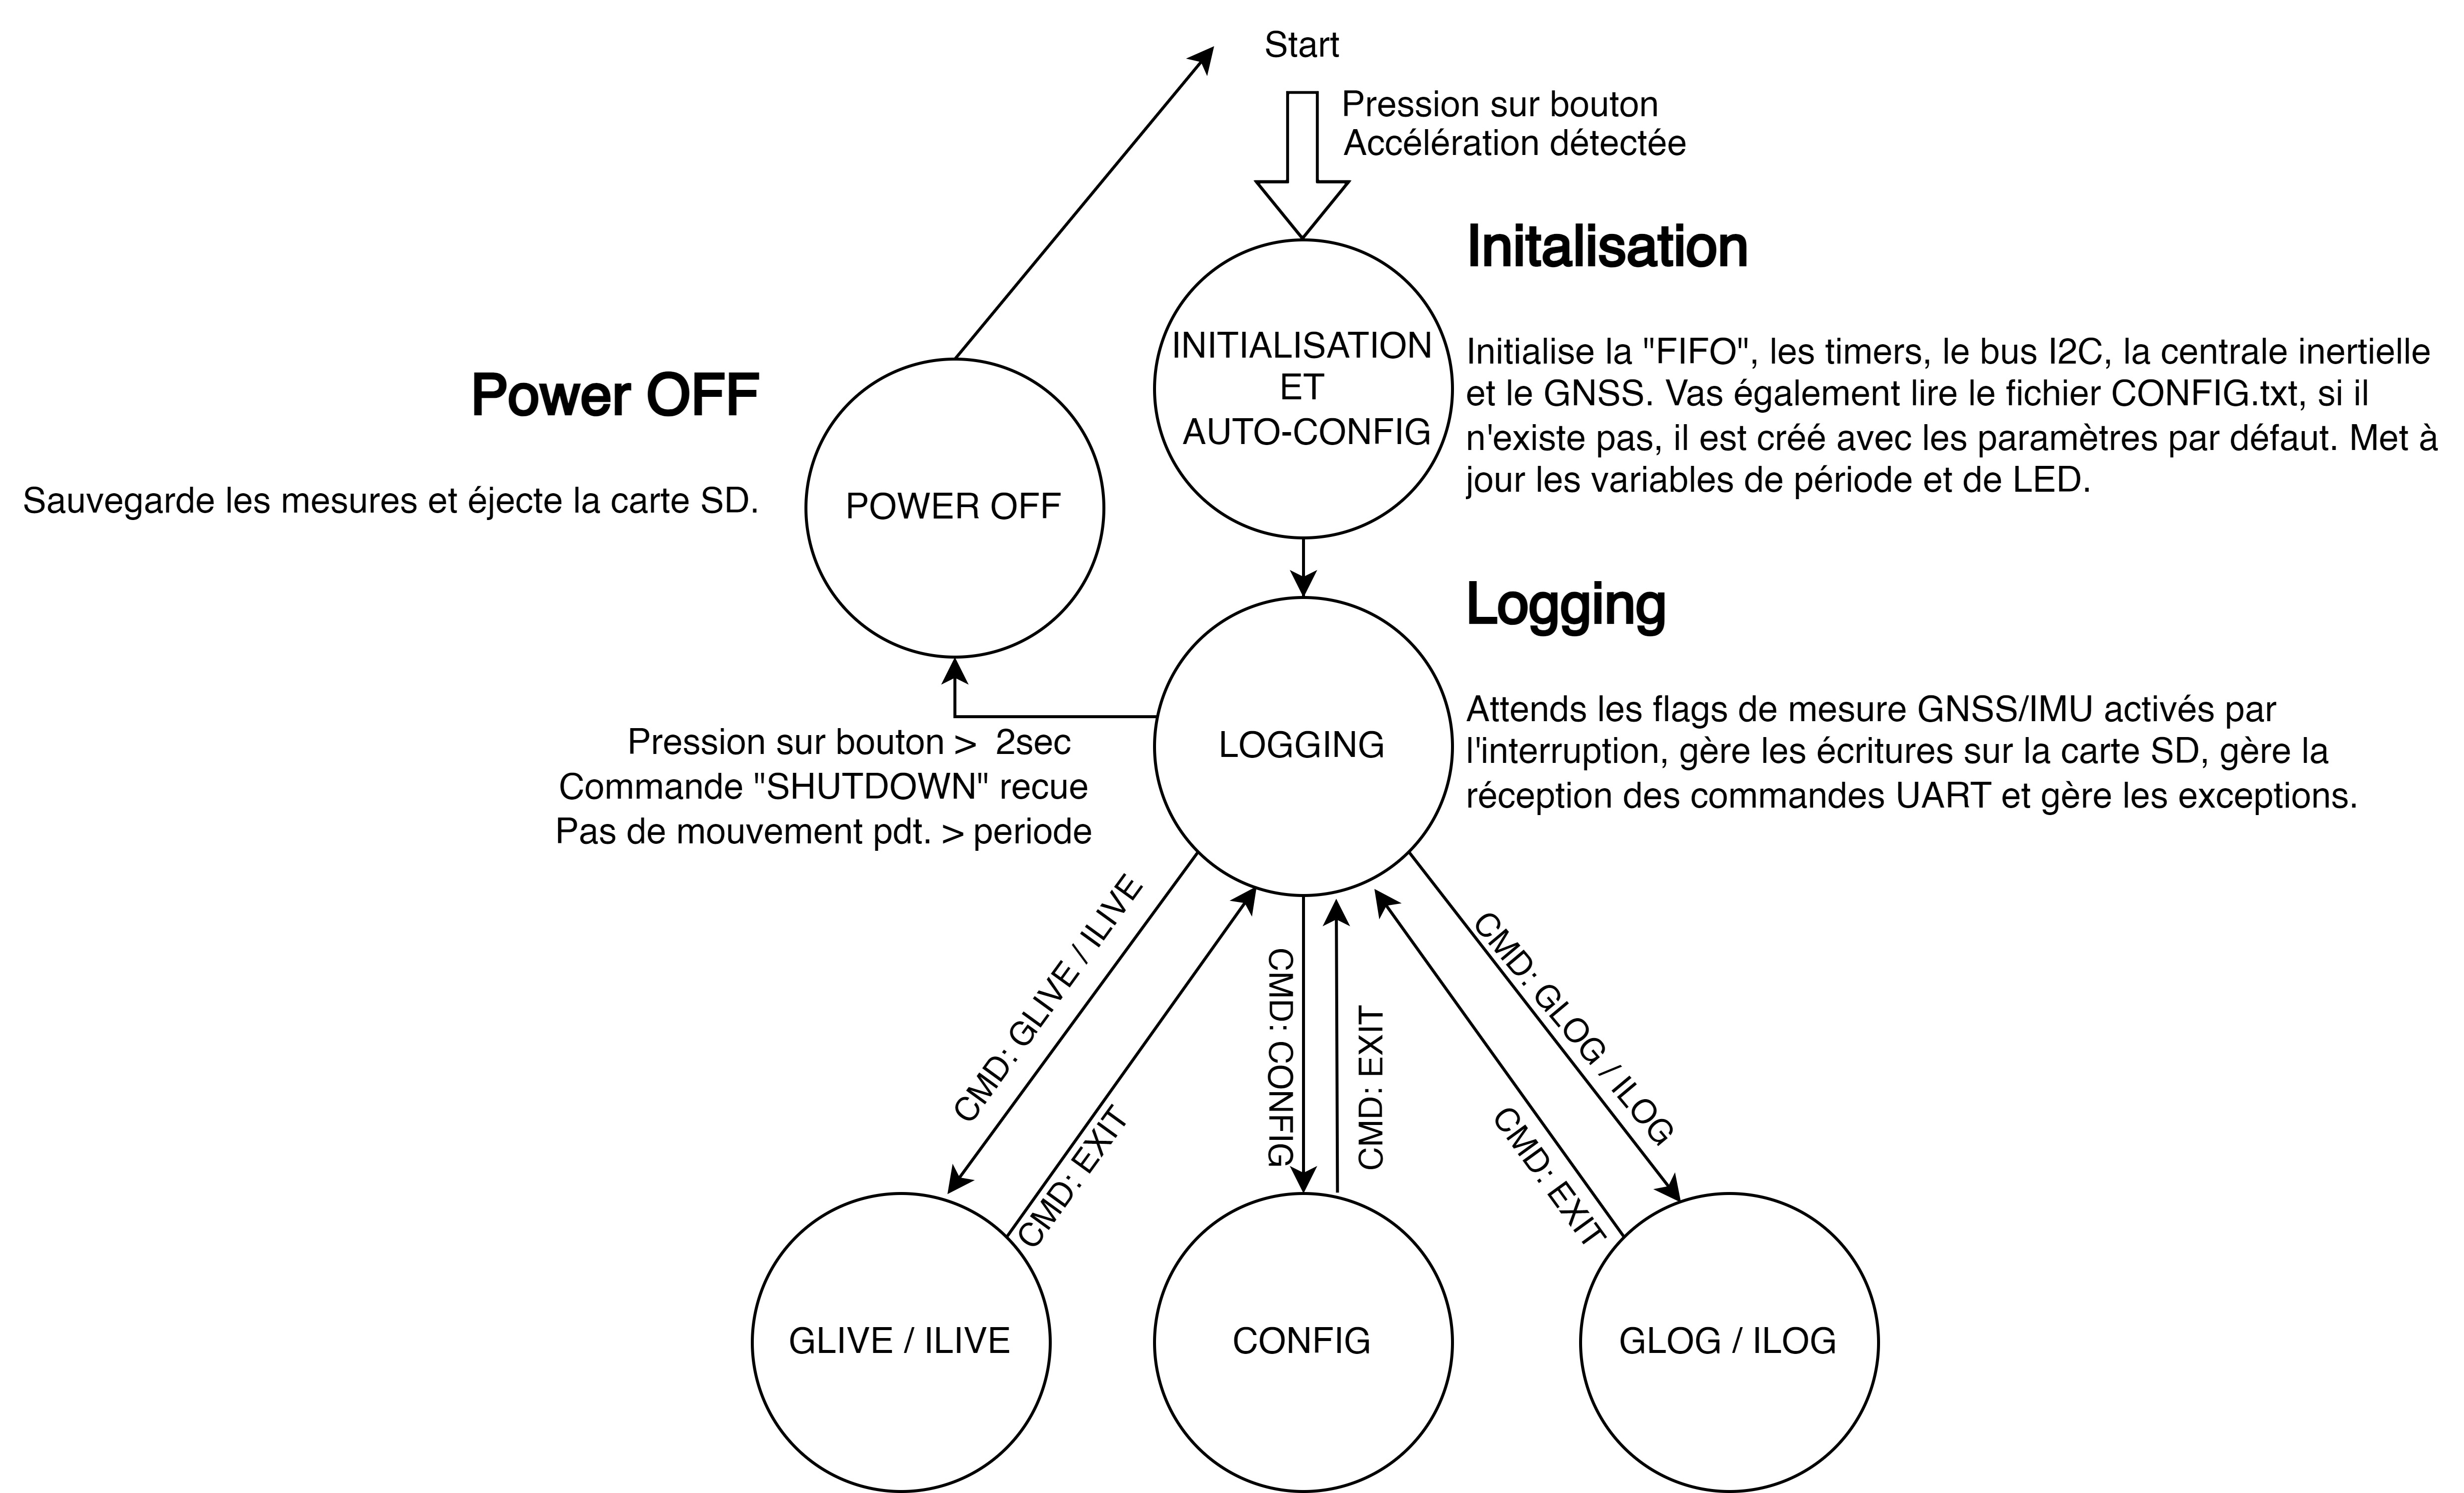 Start
Pression sur bouton
Accélération détectée
Initalisation
INITIALISATION
ET
AUTO-CONFIG
Initialise la "FIFO", les timers, le bus I2C, la centrale inertielle
et le GNSS. Vas également lire le fichier CONFIG.txt, si il
n'existe pas, il est créé avec les paramètres par défaut. Met à
jour les variables de période et de LED.
Power OFF
Sauvegarde les mesures et éjecte la carte SD.
POWER OFF
Logging
LOGGING
Attends les flags de mesure GNSS/IMU activés par
l'interruption, gère les écritures sur la carte SD, gère la
réception des commandes UART et gère les exceptions.
Pression sur bouton > 2sec
Commande "SHUTDOWN" recue
Pas de mouvement pdt. > periode
CMD: GLIVE / ILIVE
CMD: EXIT
CMD: CONFIG
CMD: EXIT
CMD: GLOG / ILOG
CMD: EXIT
GLIVE / ILIVE
CONFIG
GLOG / ILOG